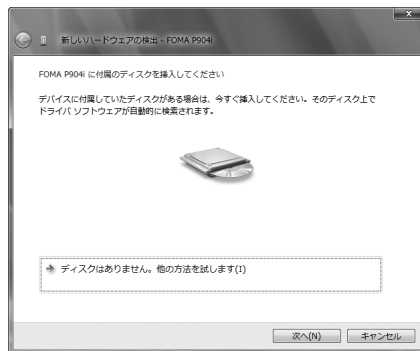 新しいハードウェアの検出 - FOMA P904i
FOMA P904i に付属のディスクを挿入してください
デバイスに付属していたディスクがある場合は、今すぐ挿入してください。そのディスク上で
ドライバ ソフトウェアが自動的に検索されます。
ディスクはありません。他の方法を試します(I)
次へ(N)
キャンセル